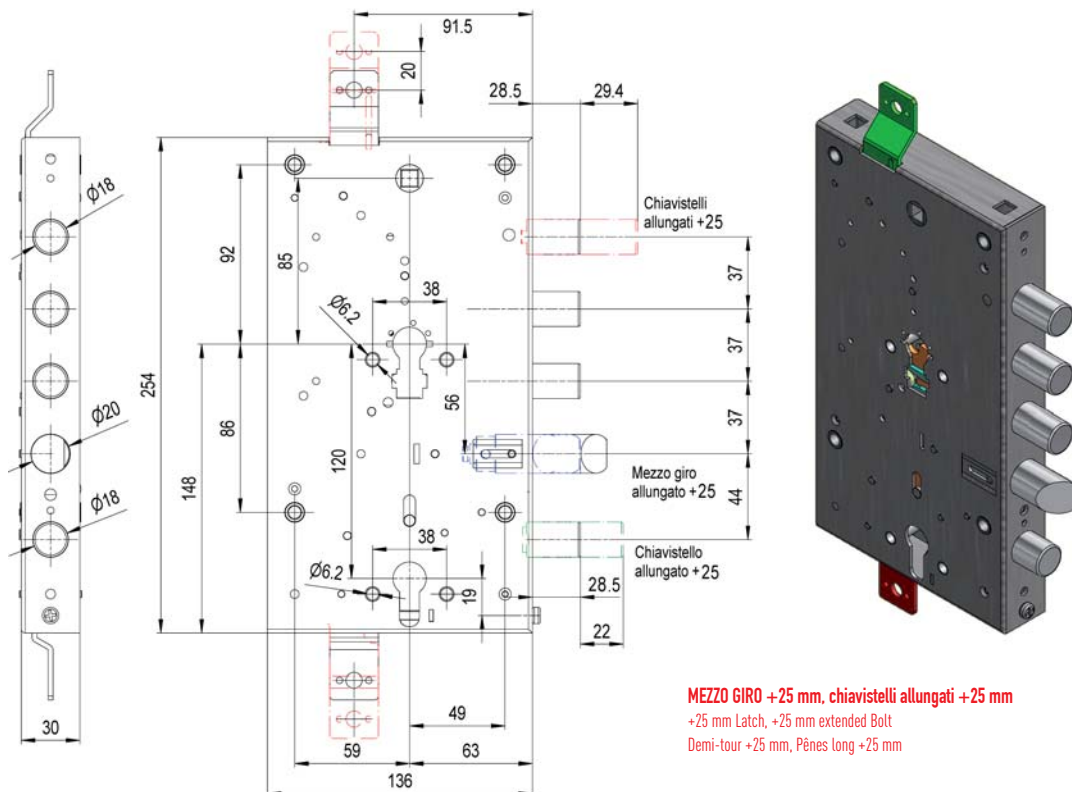 91.5
20
28.5
29.4
Ø18
Chiavistelli
allungati +25
92
85
37
38
Ø6.2
37
254
56
37
86
Ø20
120
148
Mezzo giro
allungato +25
44
Ø18
38
Chiavistello
allungato +25
Ø6.2
19
28.5
22
49
30
59
63
136
MEZZO GIRO +25 mm, chiavistelli allungati +25 mm
+25 mm Latch, +25 mm extended Bolt
Demi-tour +25 mm, Pênes long +25 mm